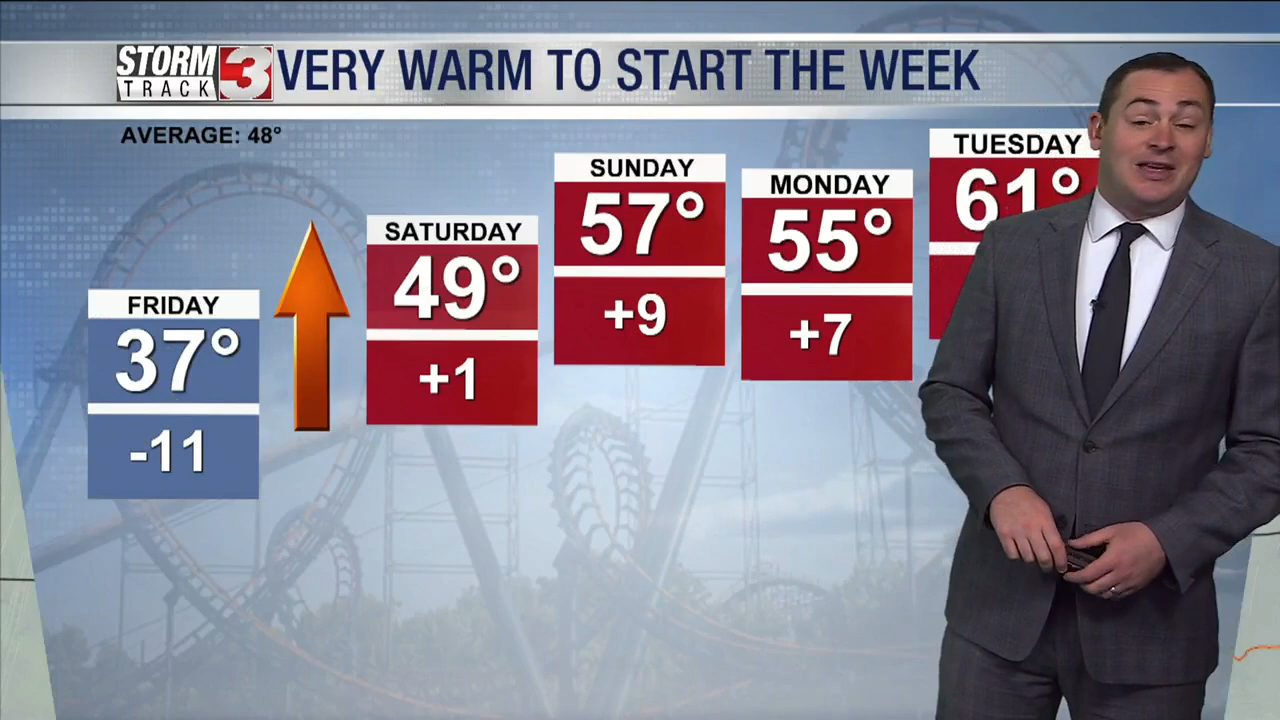 STORM
TRACK
3
VERY WARM TO START THE WEEK
AVERAGE: 48°
FRIDAY
37°
-11
SATURDAY
49°
+1
SUNDAY
57°
+9
MONDAY
55°
+7
TUESDAY
61°